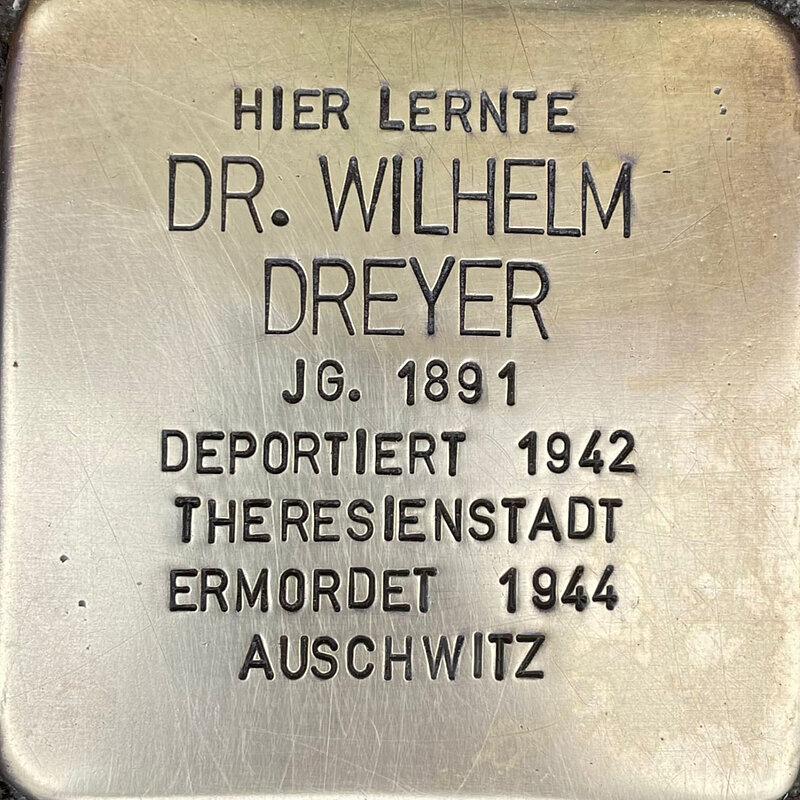 HIER LERNTE
DR. WILHELM
DREYER
JG. 1891
DEPORTIERT 1942
THERESIENSTADT
ERMORDET 1944
AUSCHWITZ